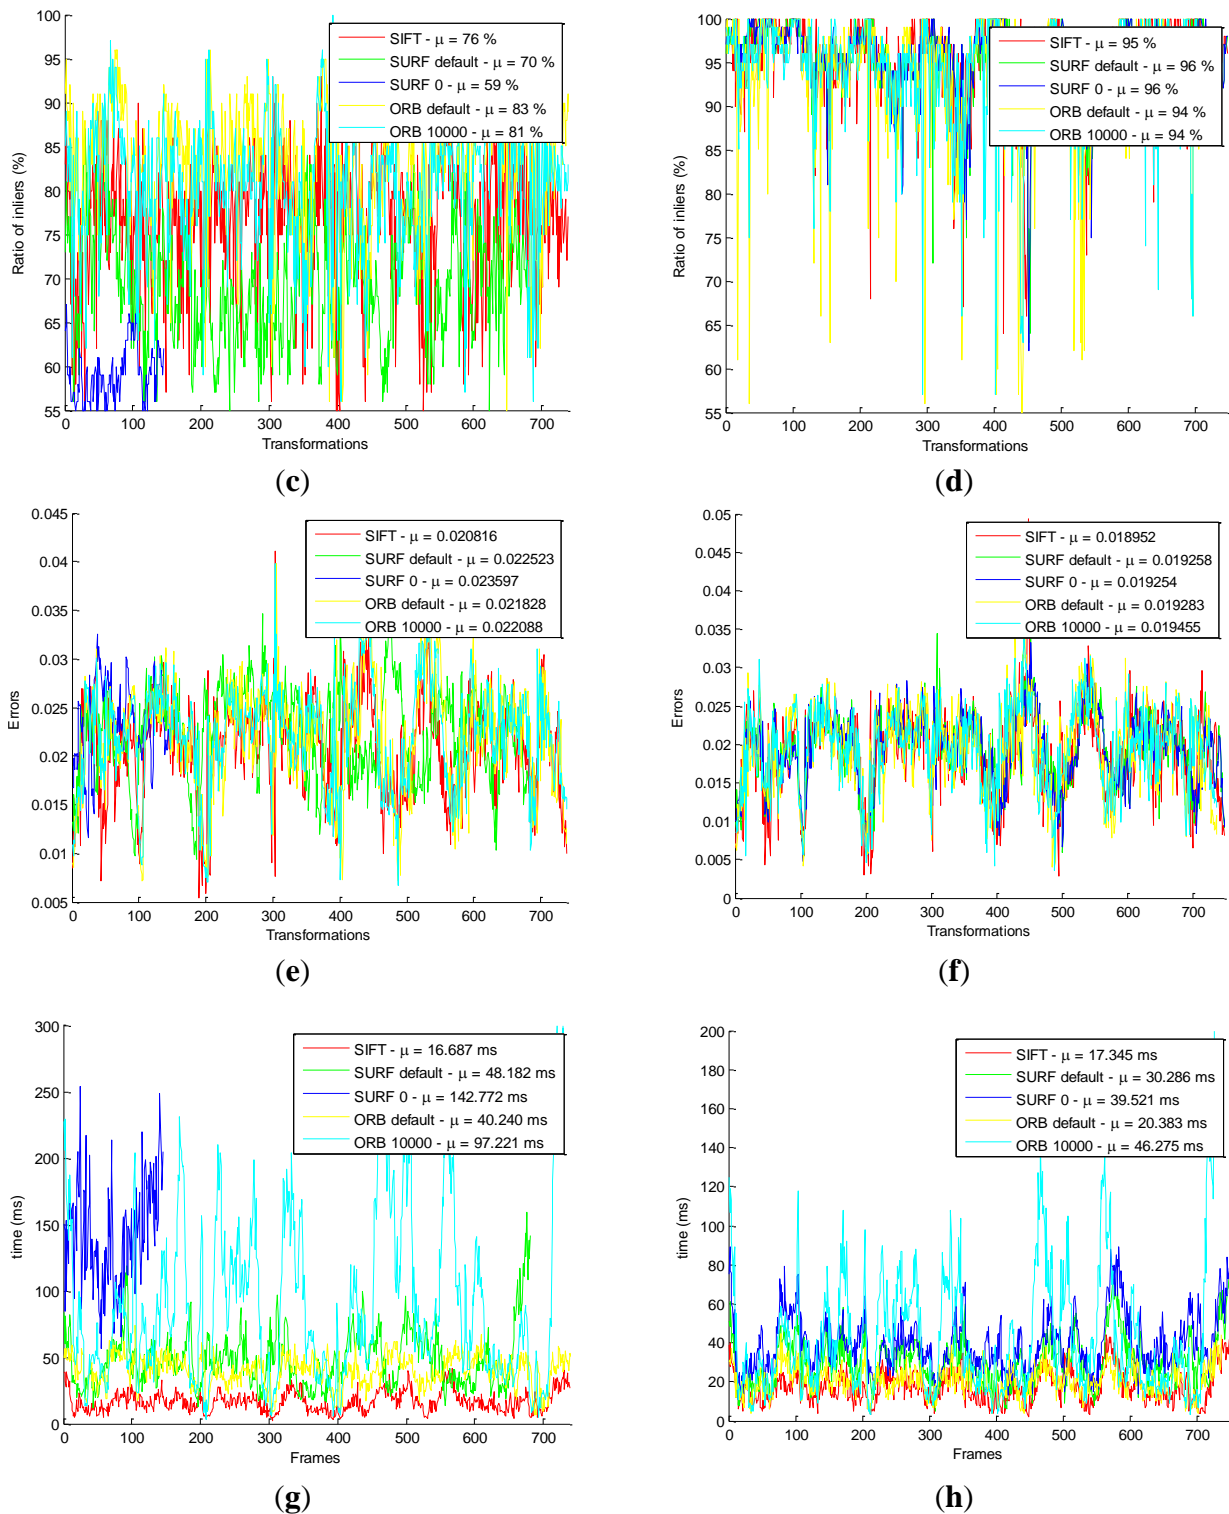 100
95
90
85
80
75
70
65
60
55
Ratio of inliers (%)
0 100 200 300 400 500 600 700
Transformations
SIFT - μ = 76 %
SURF default - μ = 70 %
SURF 0 - μ = 59 %
ORB default - μ = 83 %
ORB 10000 - μ = 81 %
(c)
100
95
90
85
80
75
70
65
60
55
Ratio of inliers (%)
0 100 200 300 400 500 600 700
Transformations
SIFT - μ = 95 %
SURF default - μ = 96 %
SURF 0 - μ = 96 %
ORB default - μ = 94 %
ORB 10000 - μ = 94 %
(d)
0.045
0.04
0.035
0.03
0.025
0.02
0.015
0.01
0.005
Errors
0 100 200 300 400 500 600 700
Transformations
SIFT - μ = 0.020816
SURF default - μ = 0.022523
SURF 0 - μ = 0.023597
ORB default - μ = 0.021828
ORB 10000 - μ = 0.022088
(e)
0.05
0.045
0.04
0.035
0.03
0.025
0.02
0.015
0.01
0.005
0
Errors
0 100 200 300 400 500 600 700
Transformations
SIFT - μ = 0.018952
SURF default - μ = 0.019258
SURF 0 - μ = 0.019254
ORB default - μ = 0.019283
ORB 10000 - μ = 0.019455
(f)
300
250
200
150
100
50
0
time (ms)
0 100 200 300 400 500 600 700
Frames
SIFT - μ = 16.687 ms
SURF default - μ = 48.182 ms
SURF 0 - μ = 142.772 ms
ORB default - μ = 40.240 ms
ORB 10000 - μ = 97.221 ms
(g)
200
180
160
140
120
100
80
60
40
20
0
time (ms)
0 100 200 300 400 500 600 700
Frames
SIFT - μ = 17.345 ms
SURF default - μ = 30.286 ms
SURF 0 - μ = 39.521 ms
ORB default - μ = 20.383 ms
ORB 10000 - μ = 46.275 ms
(h)